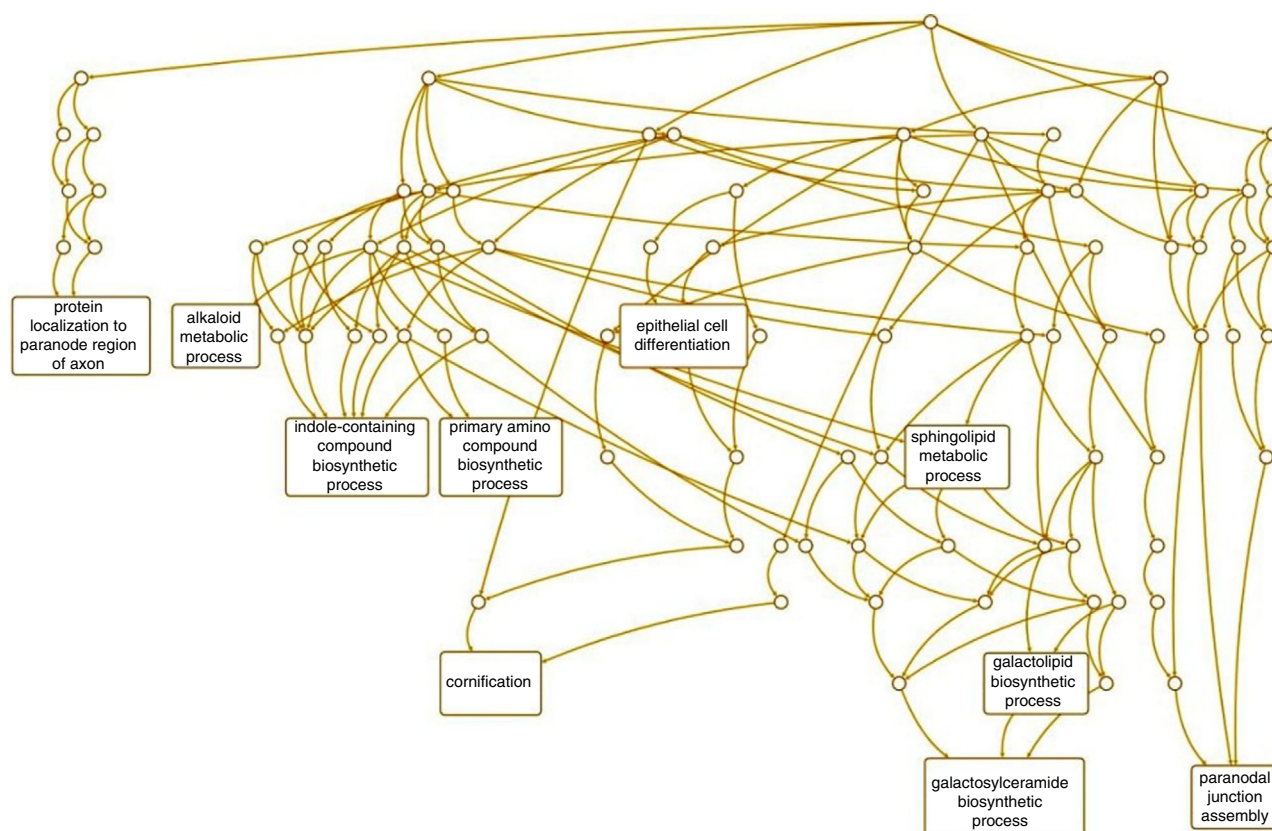 protein
localization to
paranode region
of axon
alkaloid
metabolic
process
epithelial cell
differentiation
indole-containing
compound
biosynthetic
process
primary amino
compound
biosynthetic
process
sphingolipid
metabolic
process
cornification
galactolipid
biosynthetic
process
galactosylceramide
biosynthetic
process
paranodal
junction
assembly